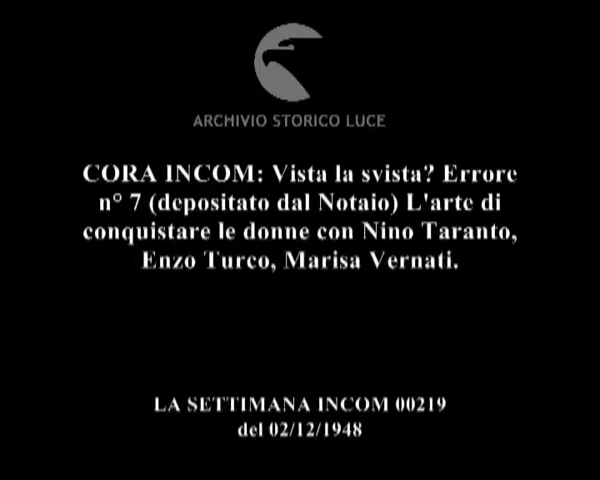 ARCHIVIO STORICO LUCE
CORA INCOM: Vista la svista? Errore
n° 7 (depositato dal Notaio) L'arte di
conquistare le donne con Nino Taranto,
Enzo Turco, Marisa Vernati.
LA SETTIMANA INCOM 00219
del 02/12/1948